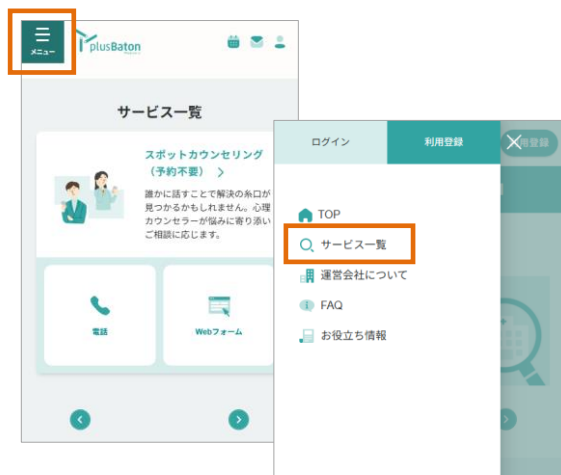 メニュー
plusBaton
サービス一覧
スポットカウンセリング
(予約不要)
誰かに話すことで解決の糸口が
見つかるかもしれません。心理
カウンセラーが悩みに寄り添い
ご相談に応じます。
電話
Webフォーム
ログイン
利用登録
TOP
サービス一覧
運営会社について
FAQ
お役立ち情報
用登録